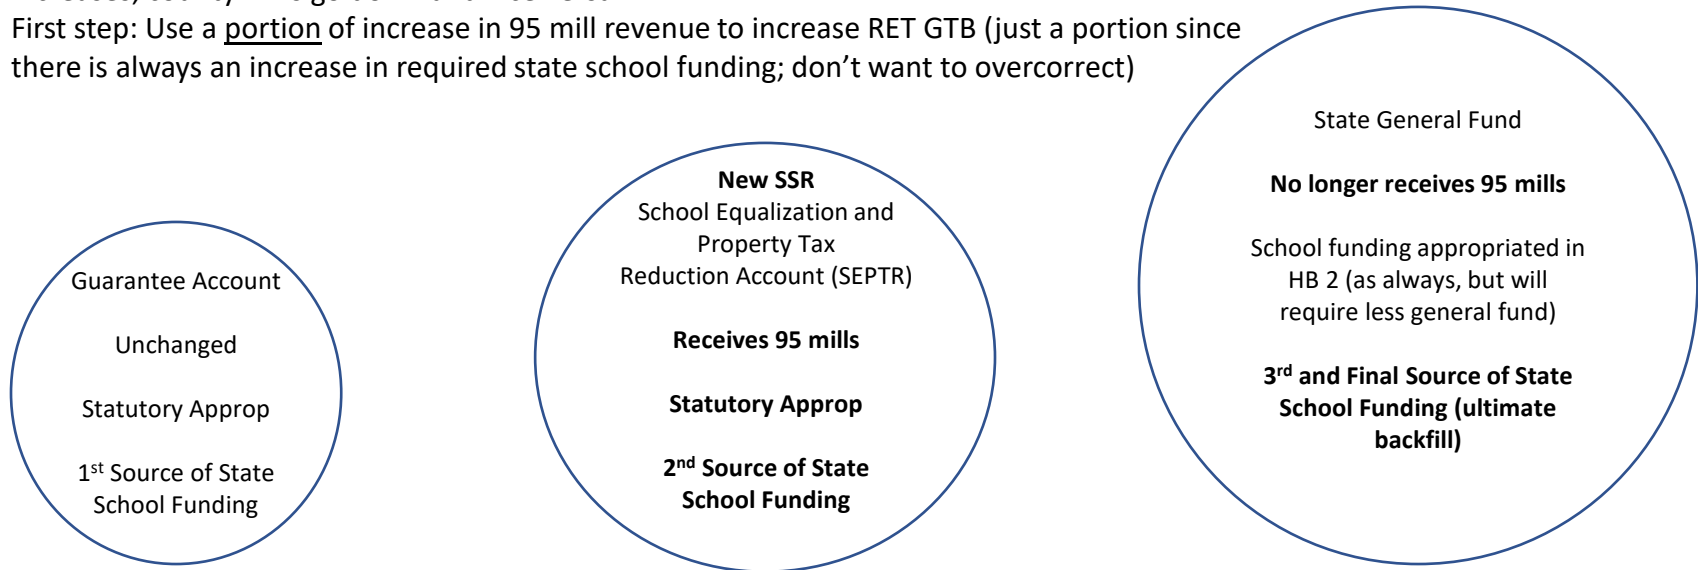 First step: Use a portion of increase in 95 mill revenue to increase RET GTB (just a portion since
there is always an increase in required state school funding; don’t want to overcorrect)
Guarantee Account
Unchanged
Statutory Approp
1st Source of State
School Funding
New SSR
School Equalization and
Property Tax
Reduction Account (SEPTR)
Receives 95 mills
Statutory Approp
2nd Source of State
School Funding
State General Fund
No longer receives 95 mills
School funding appropriated in
HB 2 (as always, but will
require less general fund)
3rd and Final Source of State
School Funding (ultimate
backfill)